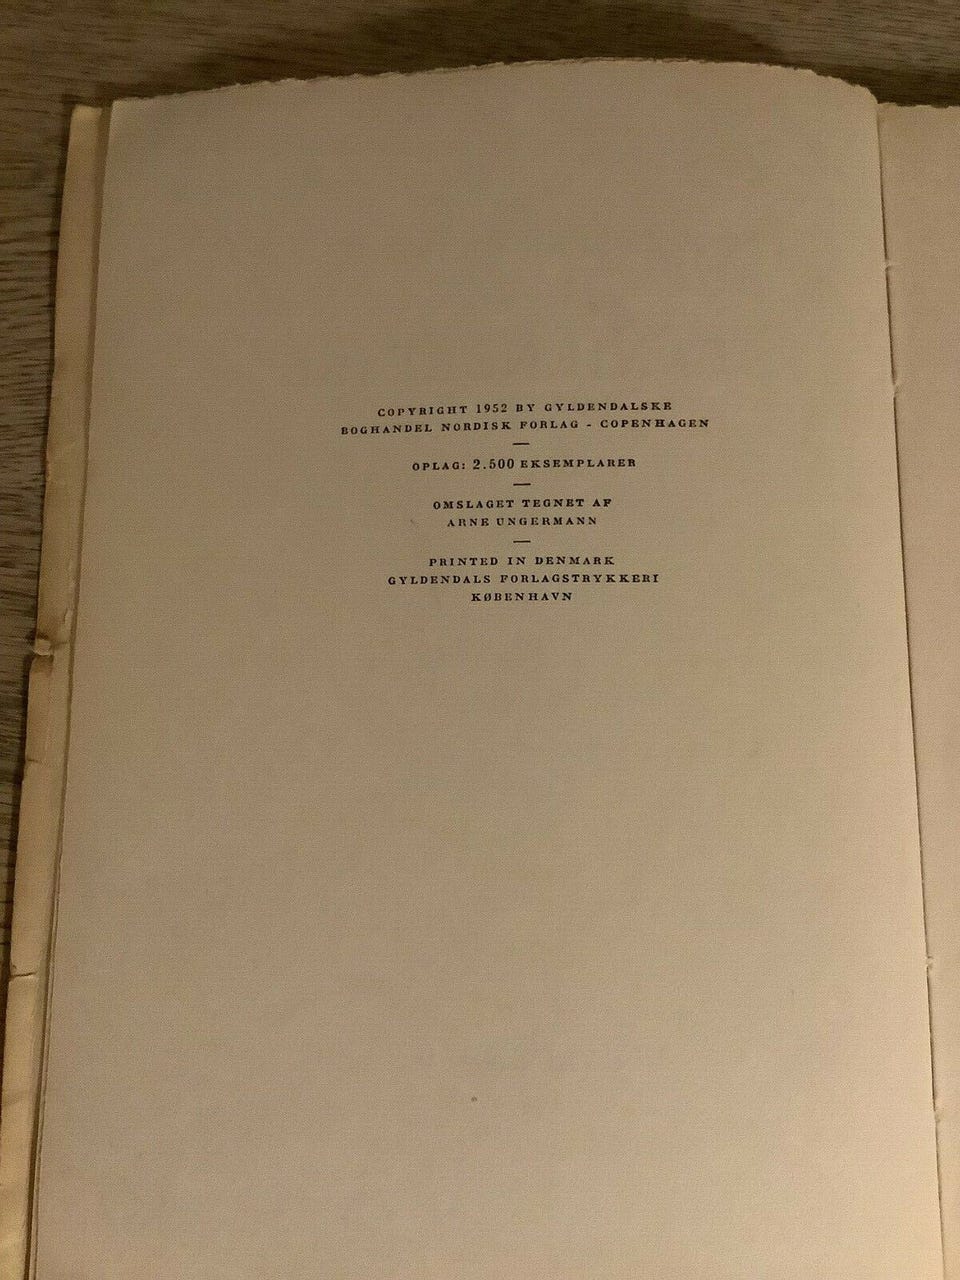 COPYRIGHT 1952 BY GYLDENDALSKE
BOGHANDEL NORDISK FORLAG - COPENHAGEN
OPLAG: 2.500 EKSEMPLARER
OMSLAGET TEGNET AF
ARNE UNGERMANN
PRINTED IN DENMARK
GYLDENDALS FORLAGSTRYKKERI
KØBENHAVN